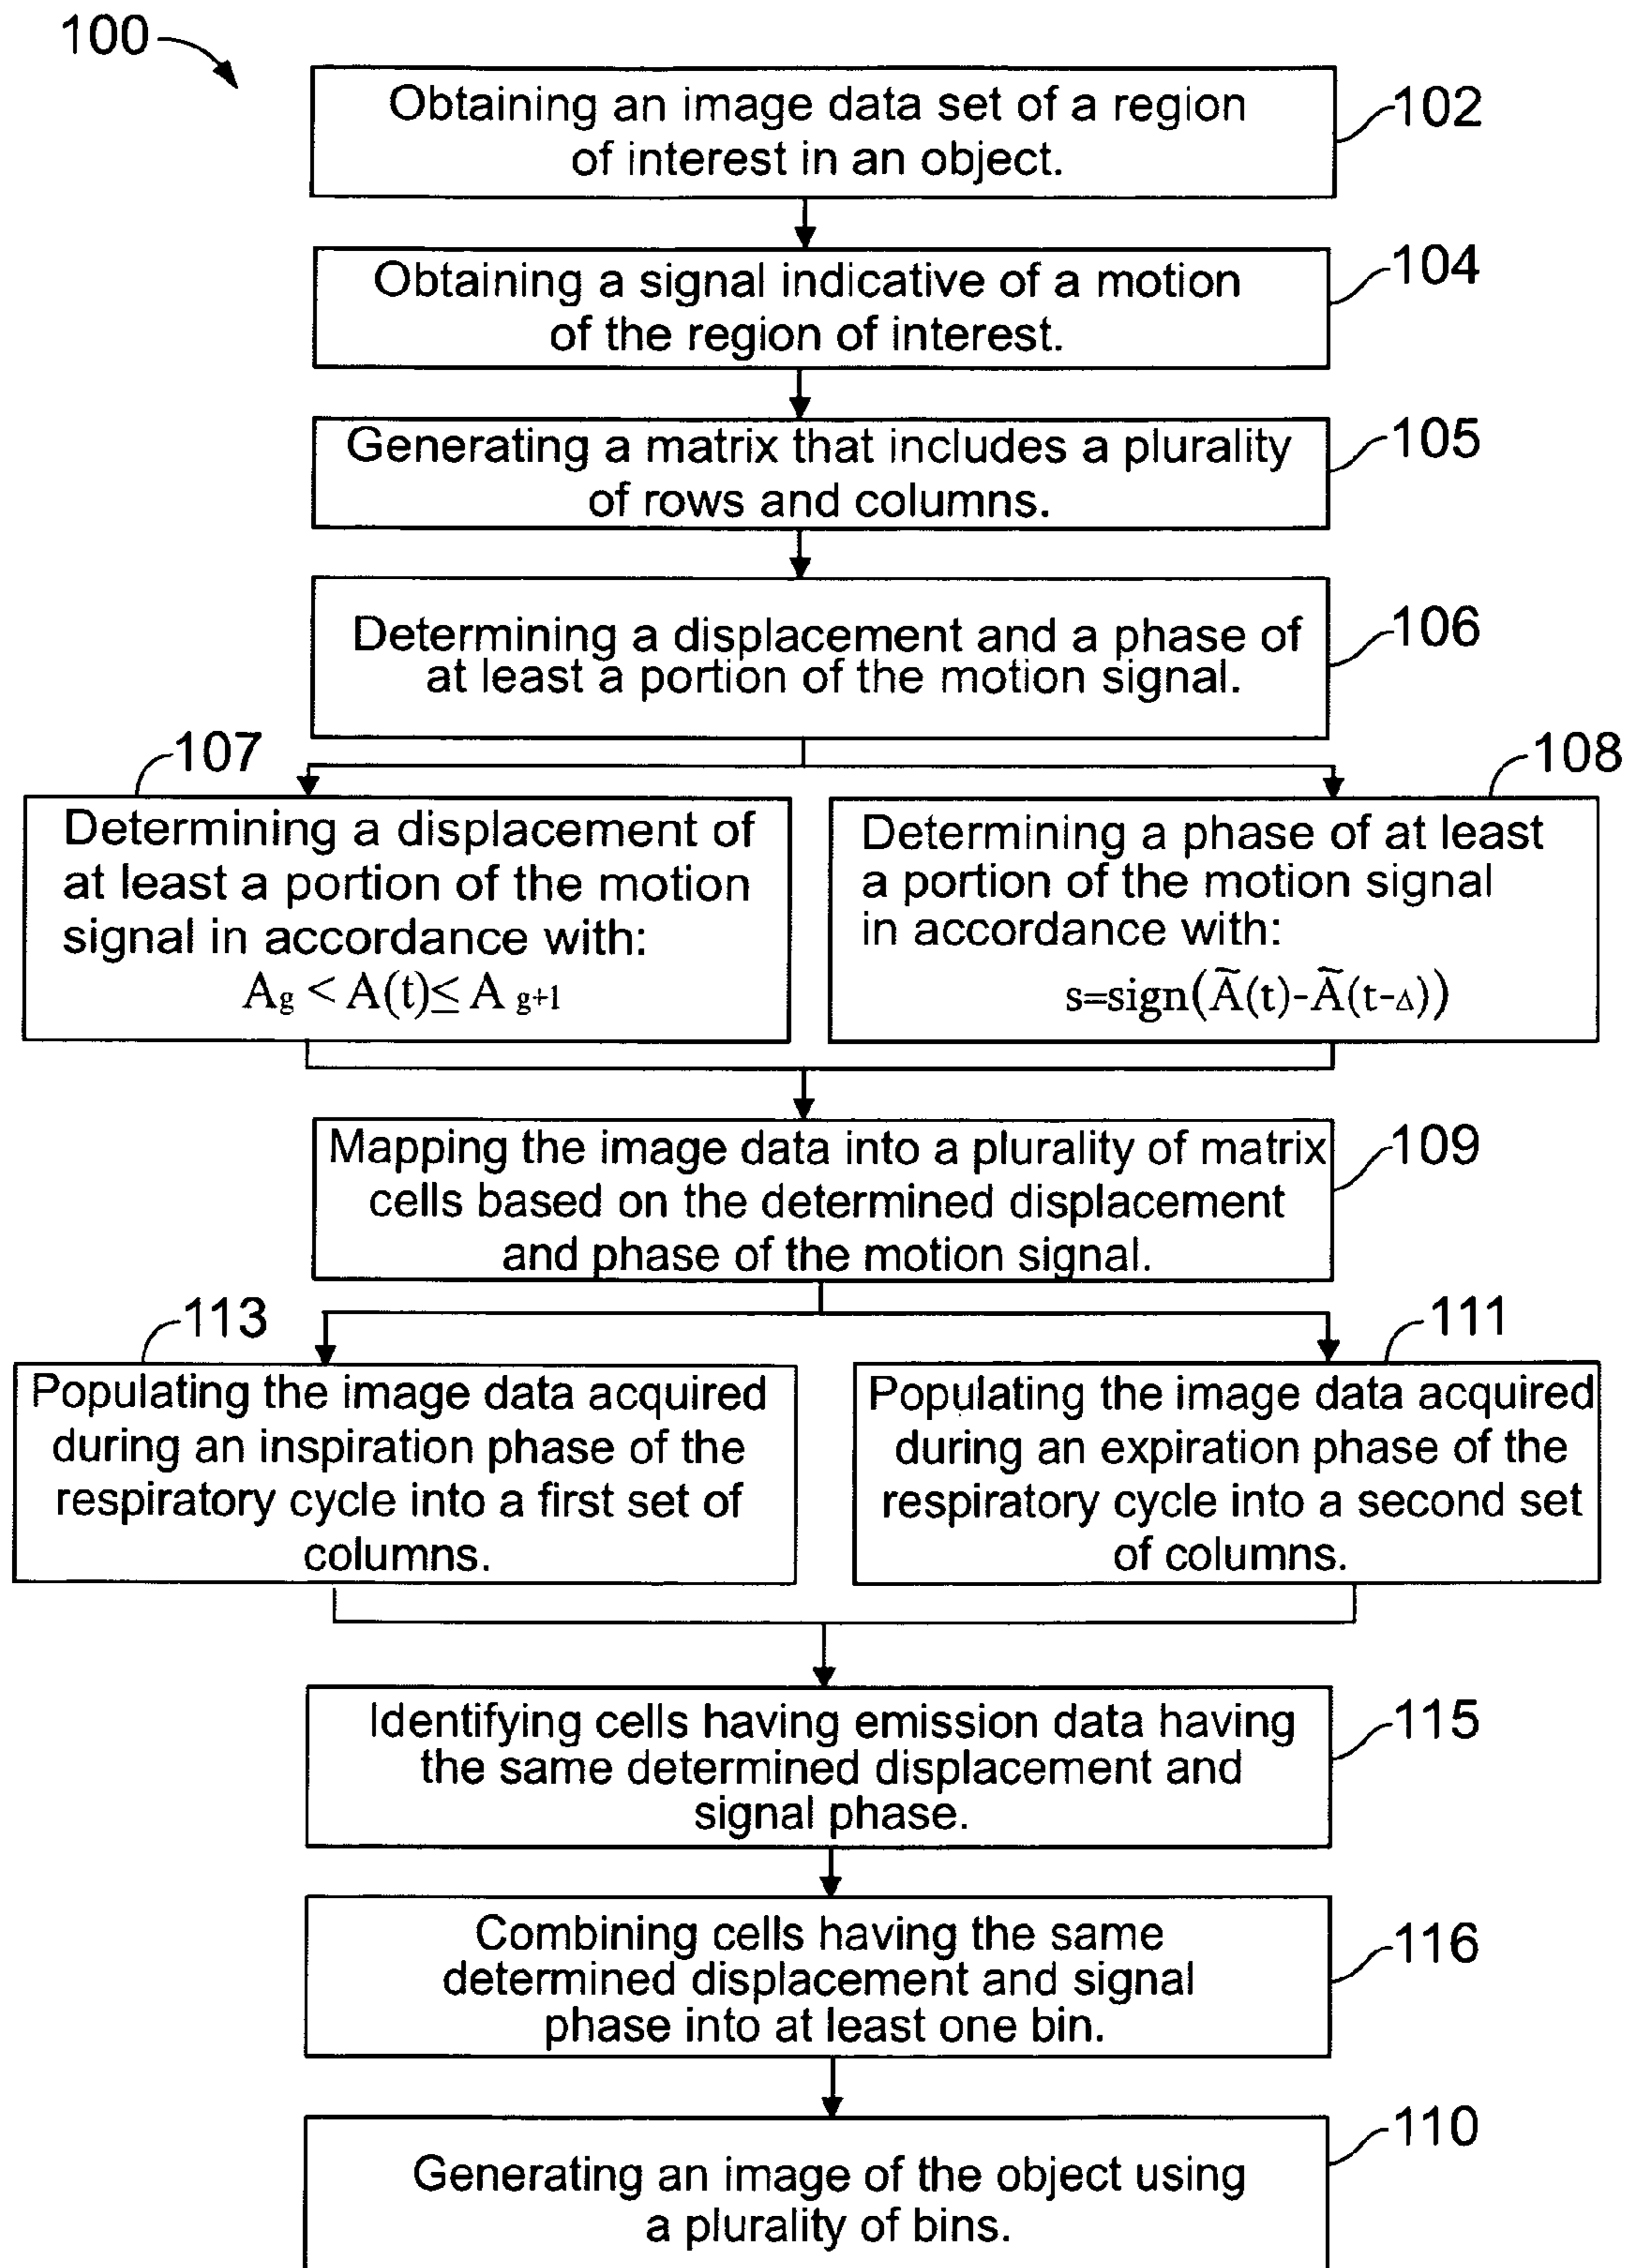 100
Obtaining an image data set of a region
of interest in an object.
102
Obtaining a signal indicative of a motion
of the region of interest.
104
Generating a matrix that includes a plurality
of rows and columns.
105
Determining a displacement and a phase of
at least a portion of the motion signal.
106
107
Determining a displacement of
at least a portion of the motion
signal in accordance with:
Ag < A(t) ≤ A g+1
108
Determining a phase of at least
a portion of the motion signal
in accordance with:
s=sign(Ã(t)-Ã(t-Δ))
Mapping the image data into a plurality of matrix
cells based on the determined displacement
and phase of the motion signal.
109
113
Populating the image data acquired
during an inspiration phase of the
respiratory cycle into a first set of
columns.
111
Populating the image data acquired
during an expiration phase of the
respiratory cycle into a second set
of columns.
Identifying cells having emission data having
the same determined displacement and
signal phase.
115
Combining cells having the same
determined displacement and signal
phase into at least one bin.
116
Generating an image of the object using
a plurality of bins.
110